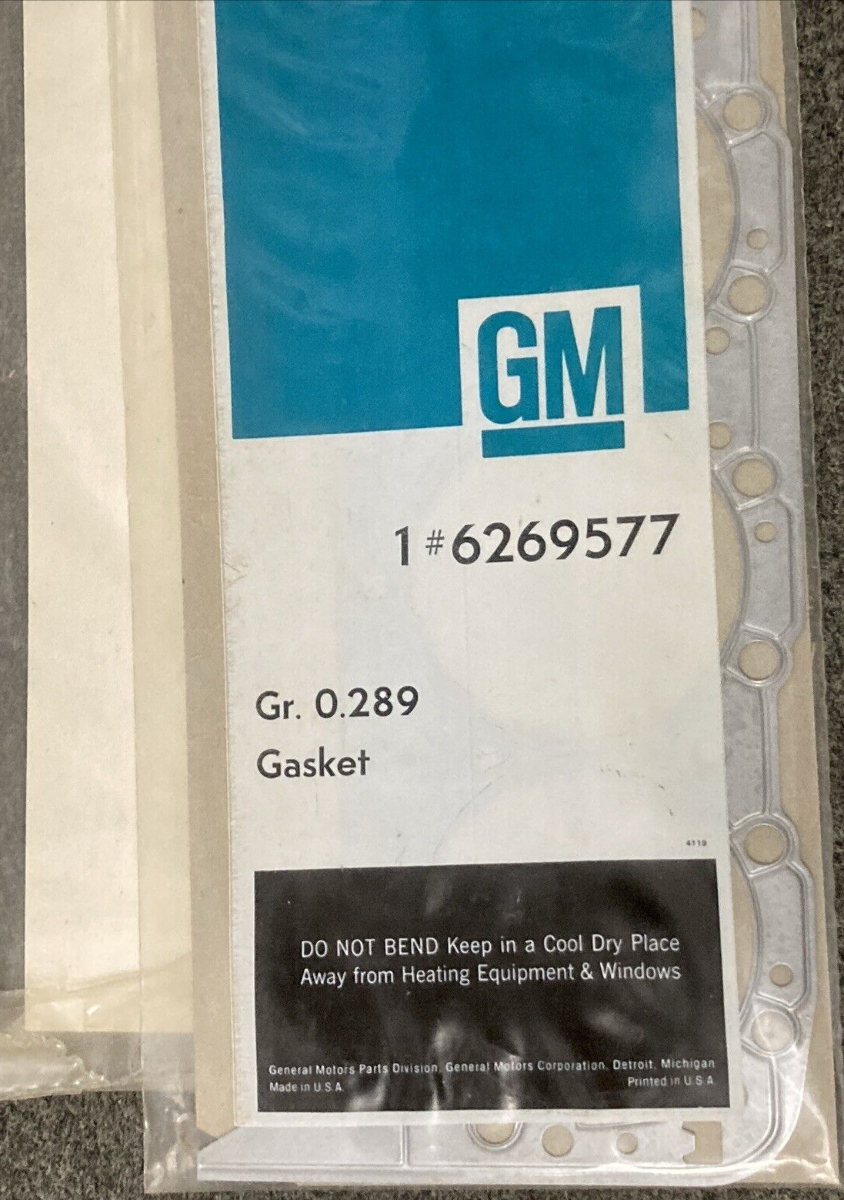 GM
1 #6269577
Gr. 0.289
Gasket
4119
DO NOT BEND Keep in a Cool Dry Place
Away from Heating Equipment & Windows
General Motors Parts Division, General Motors Corporation, Detroit, Michigan
Made in U.S.A. Printed in U.S.A.